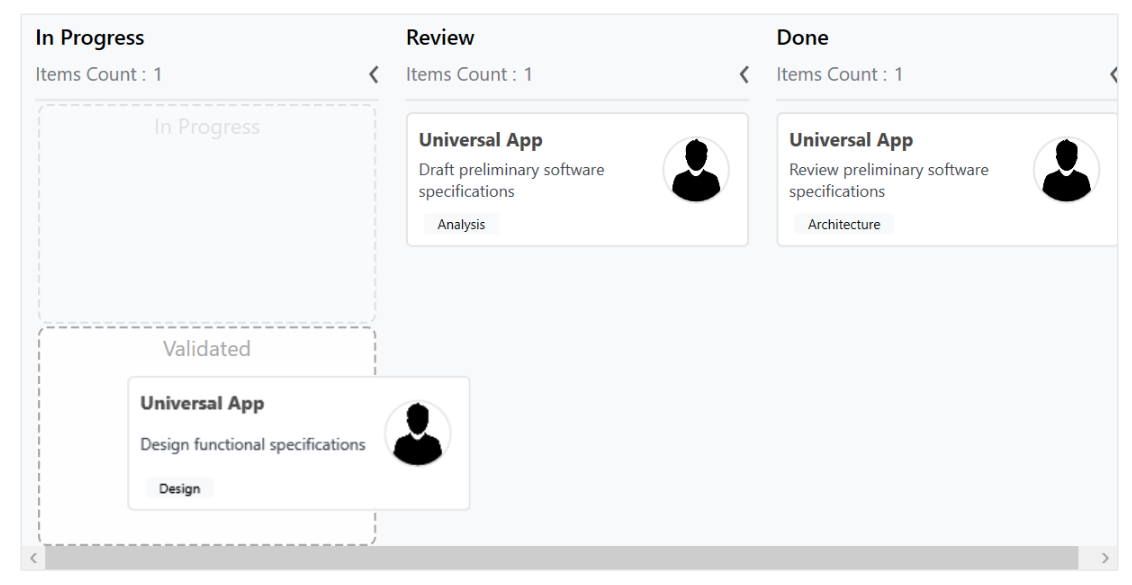 In Progress
Items Count : 1
In Progress
Validated
Universal App
Design functional specifications
Design
Review
Items Count : 1
Universal App
Draft preliminary software
specifications
Analysis
Done
Items Count : 1
Universal App
Review preliminary software
specifications
Architecture